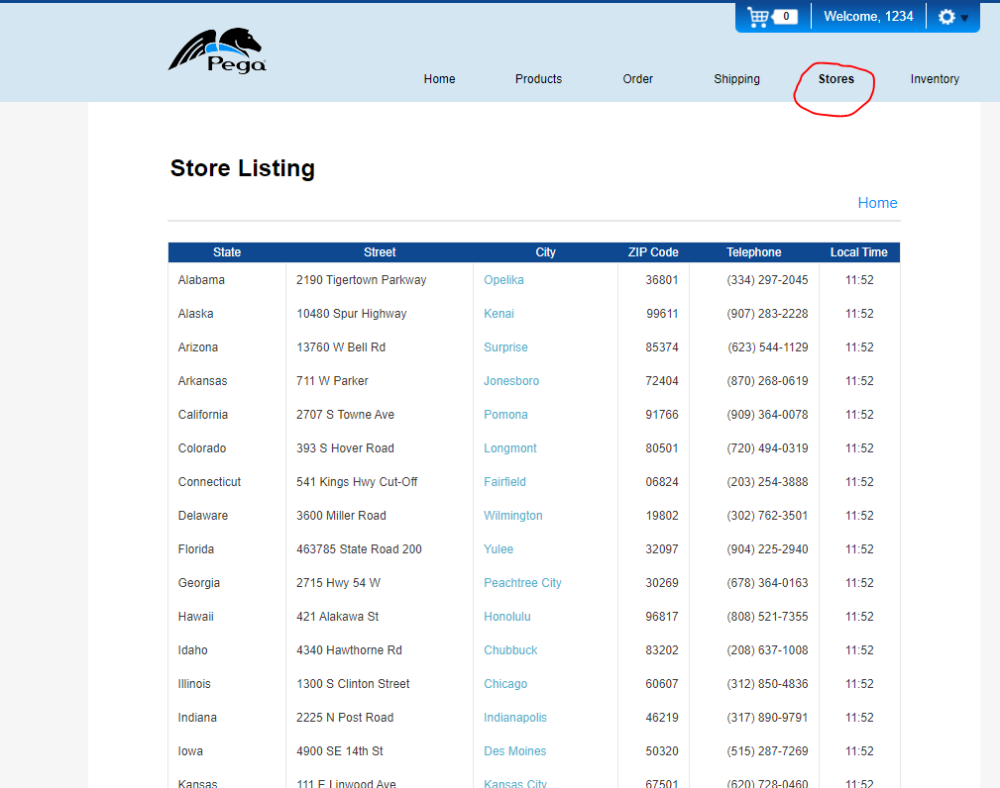 0 Welcome, 1234
Pega
Home Products Order Shipping Stores Inventory
Store Listing
Home
State Street City ZIP Code Telephone Local Time
Alabama 2190 Tigertown Parkway Opelika 36801 (334) 297-2045 11:52
Alaska 10480 Spur Highway Kenai 99611 (907) 283-2228 11:52
Arizona 13760 W Bell Rd Surprise 85374 (623) 544-1129 11:52
Arkansas 711 W Parker Jonesboro 72404 (870) 268-0619 11:52
California 2707 S Towne Ave Pomona 91766 (909) 364-0078 11:52
Colorado 393 S Hover Road Longmont 80501 (720) 494-0319 11:52
Connecticut 541 Kings Hwy Cut-Off Fairfield 06824 (203) 254-3888 11:52
Delaware 3600 Miller Road Wilmington 19802 (302) 762-3501 11:52
Florida 463785 State Road 200 Yulee 32097 (904) 225-2940 11:52
Georgia 2715 Hwy 54 W Peachtree City 30269 (678) 364-0163 11:52
Hawaii 421 Alakawa St Honolulu 96817 (808) 521-7355 11:52
Idaho 4340 Hawthorne Rd Chubbuck 83202 (208) 637-1008 11:52
Illinois 1300 S Clinton Street Chicago 60607 (312) 850-4836 11:52
Indiana 2225 N Post Road Indianapolis 46219 (317) 890-9791 11:52
Iowa 4900 SE 14th St Des Moines 50320 (515) 287-7269 11:52
Kansas 111 E Linwood Ave Kansas City 67501 (620) 728-0460 11:52